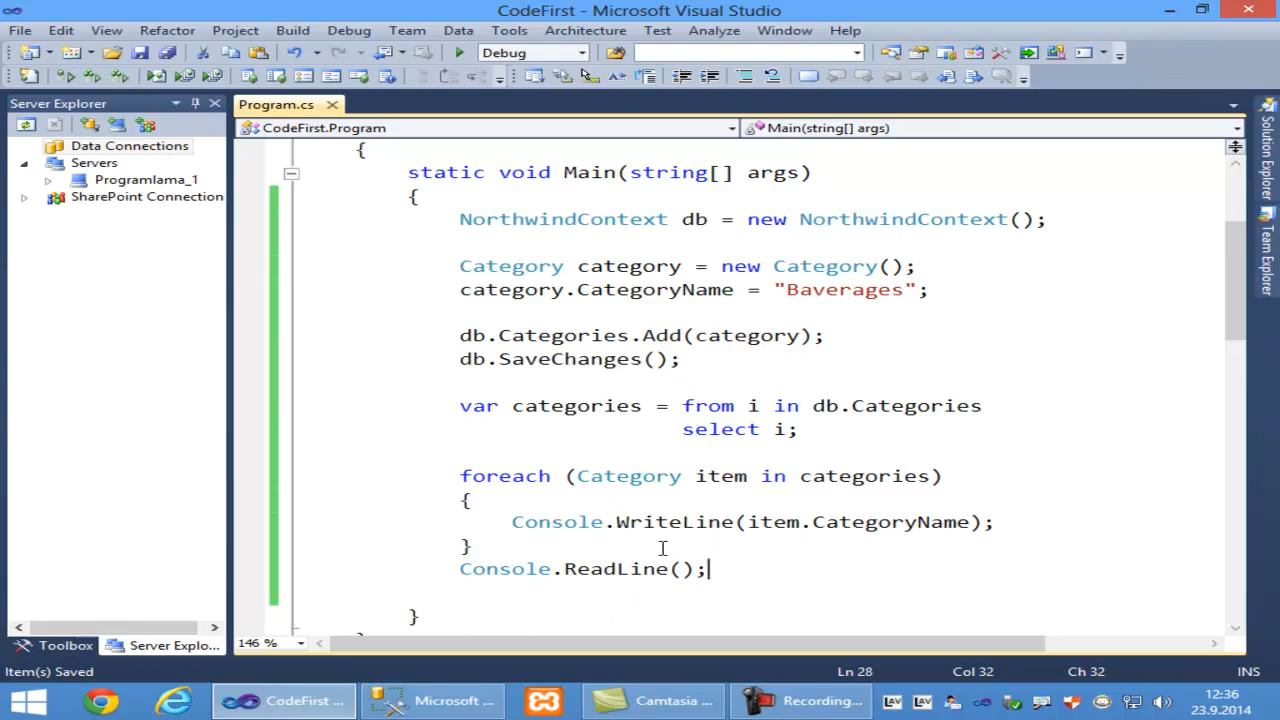 CodeFirst - Microsoft Visual Studio
File Edit View Refactor Project Build Debug Team Data Tools Architecture Test Analyze Window Help
Debug
Server Explorer
Program.cs
CodeFirst.Program
Main(string[] args)
Data Connections
Servers
Programlama_1
SharePoint Connection
{
static void Main(string[] args)
{
NorthwindContext db = new NorthwindContext();
Category category = new Category();
category.CategoryName = "Baverages";
db.Categories.Add(category);
db.SaveChanges();
var categories = from i in db.Categories
select i;
foreach (Category item in categories)
{
Console.WriteLine(item.CategoryName);
}
Console.ReadLine();
}
Solution Explorer
Team Explorer
146 %
Toolbox
Server Explo...
Item(s) Saved
Ln 28
Col 32
Ch 32
INS
CodeFirst ...
Microsoft ...
Camtasia ...
Recording...
LAV
LAV
12:36
23.9.2014